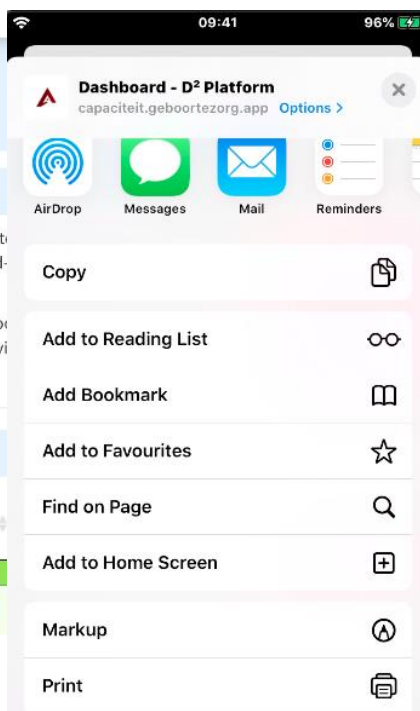 09:41
96%
Dashboard - D² Platform
capaciteit.geboortezorg.app Options >
AirDrop
Messages
Mail
Reminders
Copy
Add to Reading List
Add Bookmark
Add to Favourites
Find on Page
Add to Home Screen
Markup
Print